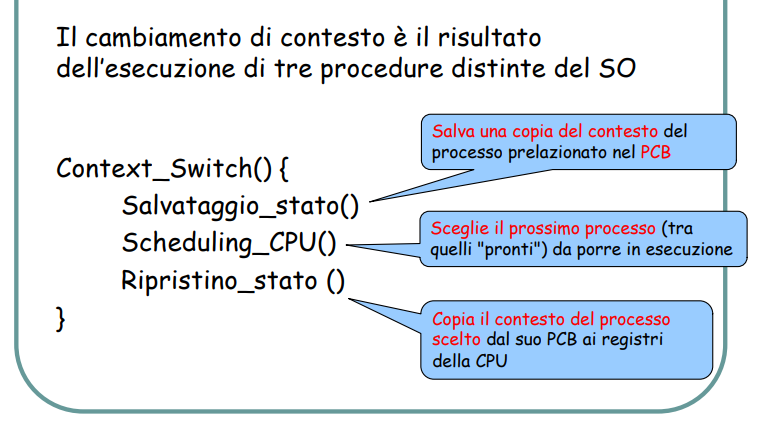 Il cambiamento di contesto è il risultato
dell'esecuzione di tre procedure distinte del SO
Salva una copia del contesto del
processo prelazionato nel PCB
Context_Switch() {
Salvataggio_stato()
Sceglie il prossimo processo (tra
quelli "pronti") da porre in esecuzione
Scheduling_CPU()
Ripristino_stato ()
Copia il contesto del processo
scelto dal suo PCB ai registri
della CPU
}